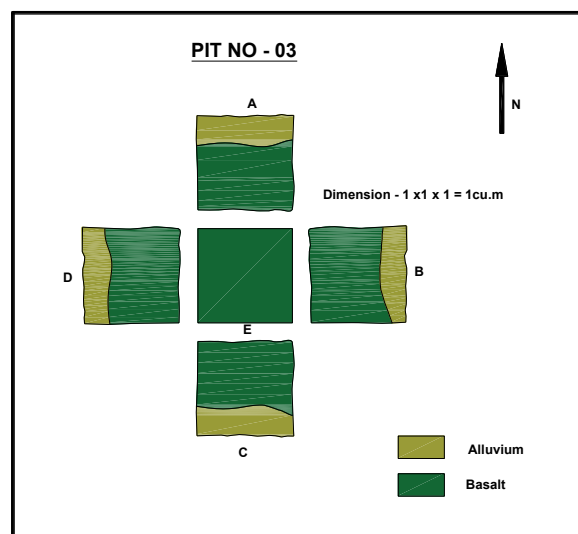 PIT NO - 03
A
N
Dimension - 1 x1 x 1 = 1cu.m
D
B
E
C
Alluvium
Basalt